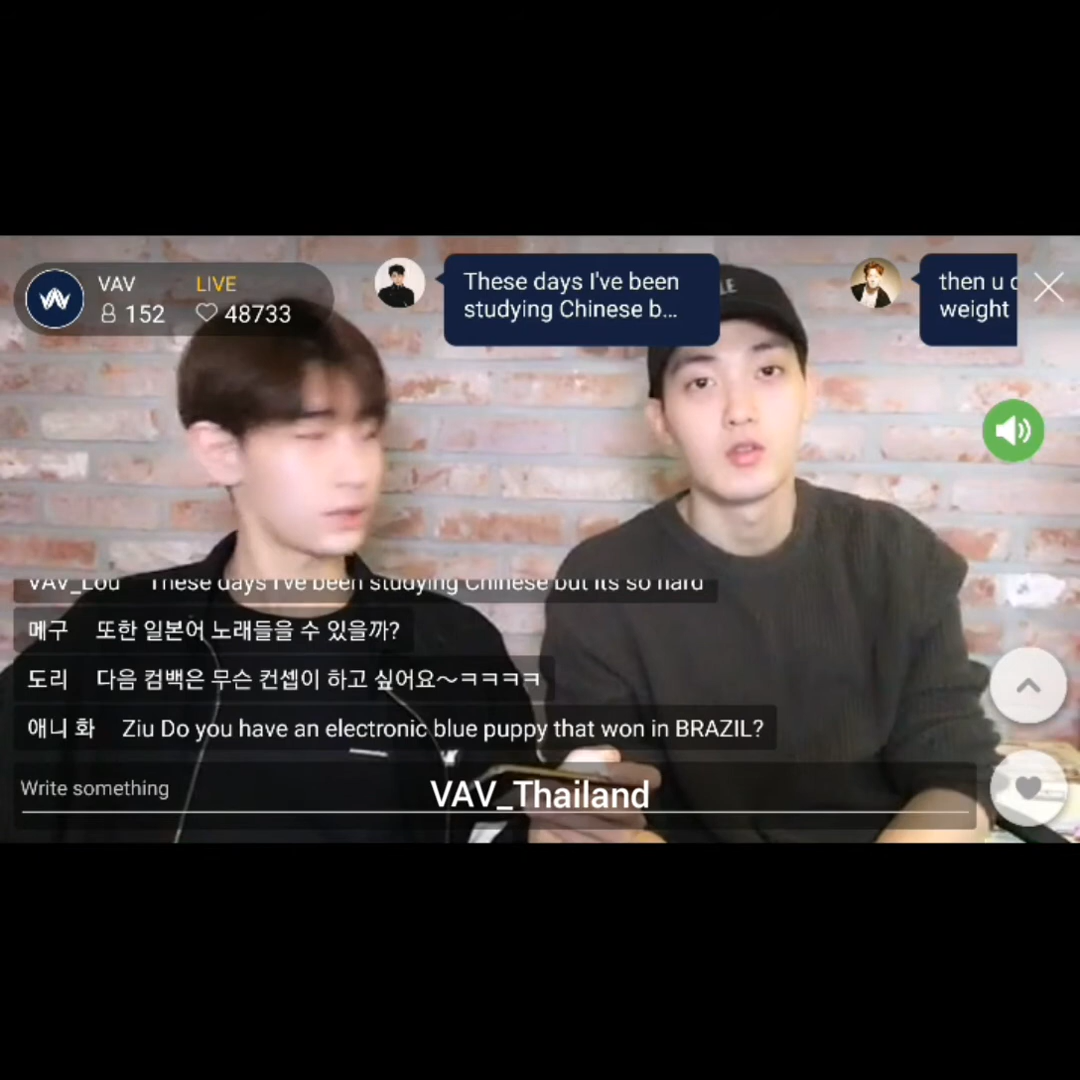 VAV LIVE
152 48733
These days I've been
studying Chinese b...
then u
weight
VAV_Lou These days I've been studying Chinese but its so hard
메구 또한 일본어 노래들을 수 있을까?
도리 다음 컴백은 무슨 컨셉이 하고 싶어요~ㅋㅋㅋㅋ
애니 화 Ziu Do you have an electronic blue puppy that won in BRAZIL?
Write something
VAV_Thailand